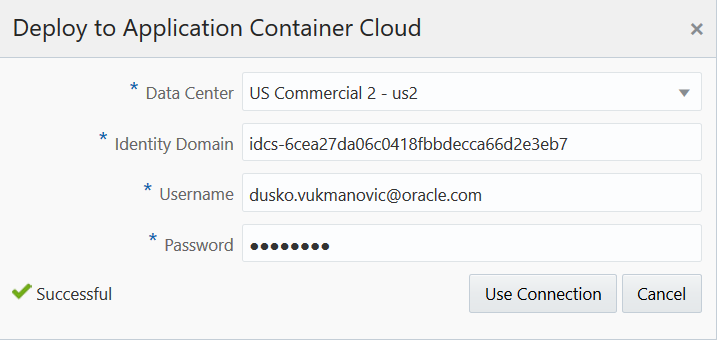 Deploy to Application Container Cloud
* Data Center US Commercial 2 - us2
* Identity Domain idcs-6cea27da06c0418fbbdecca66d2e3eb7
* Username dusko.vukmanovic@oracle.com
* Password ●●●●●●●●
Successful Use Connection Cancel